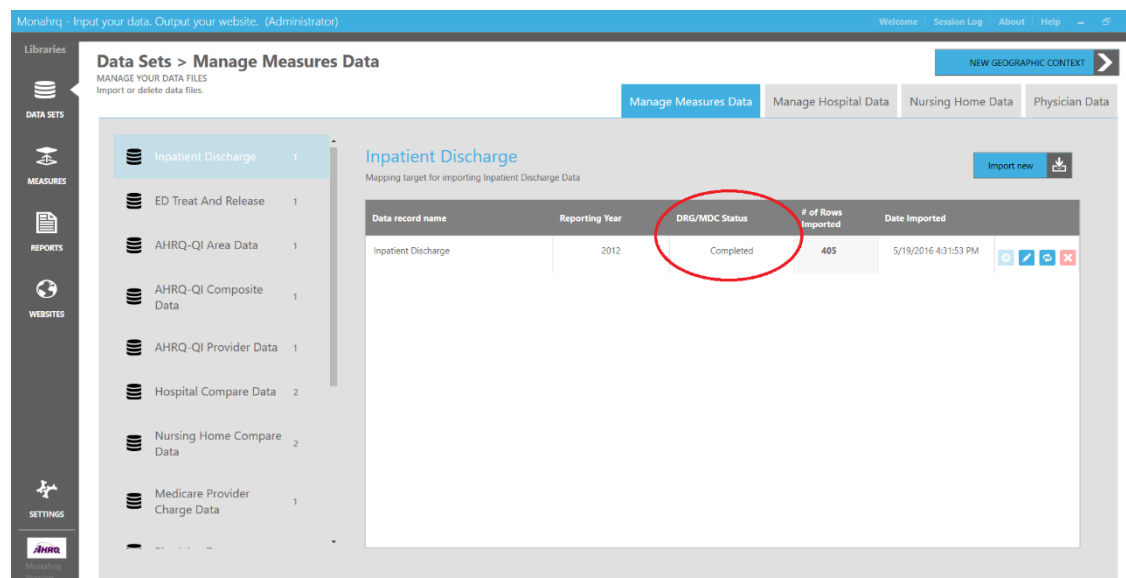 Monahrq - Input your data. Output your website. (Administrator)
Welcome Session Log About Help
Libraries
DATA SETS
MEASURES
REPORTS
WEBSITES
SETTINGS
AHRQ
Monahrq
Data Sets > Manage Measures Data
MANAGE YOUR DATA FILES
Import or delete data files.
NEW GEOGRAPHIC CONTEXT
Manage Measures Data Manage Hospital Data Nursing Home Data Physician Data
Inpatient Discharge 1
ED Treat And Release 1
AHRQ-QI Area Data 1
AHRQ-QI Composite
Data 1
AHRQ-QI Provider Data 1
Hospital Compare Data 2
Nursing Home Compare
Data 2
Medicare Provider
Charge Data 1
Inpatient Discharge
Mapping target for importing Inpatient Discharge Data
Import new
Data record name Reporting Year DRG/MDC Status # of Rows Imported Date Imported
Inpatient Discharge 2012 Completed 405 5/19/2016 4:31:53 PM